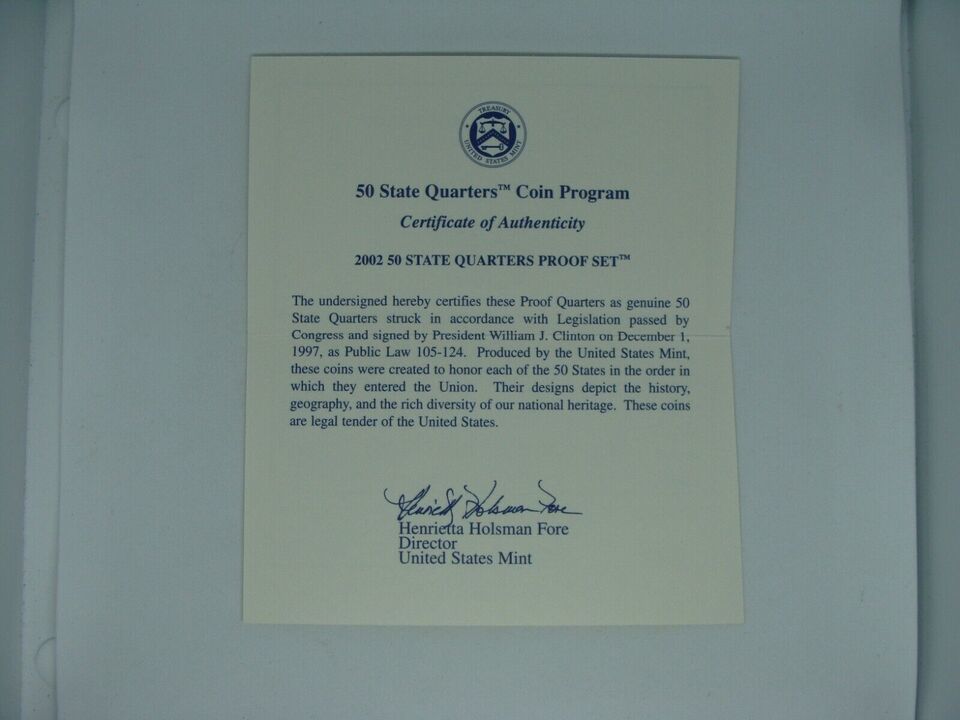 TREASURY
UNITED STATES MINT
50 State Quarters™ Coin Program
Certificate of Authenticity
2002 50 STATE QUARTERS PROOF SET™
The undersigned hereby certifies these Proof Quarters as genuine 50
State Quarters struck in accordance with Legislation passed by
Congress and signed by President William J. Clinton on December 1,
1997, as Public Law 105-124. Produced by the United States Mint,
these coins were created to honor each of the 50 States in the order in
which they entered the Union. Their designs depict the history,
geography, and the rich diversity of our national heritage. These coins
are legal tender of the United States.
Henrietta Holsman Fore
Henrietta Holsman Fore
Director
United States Mint